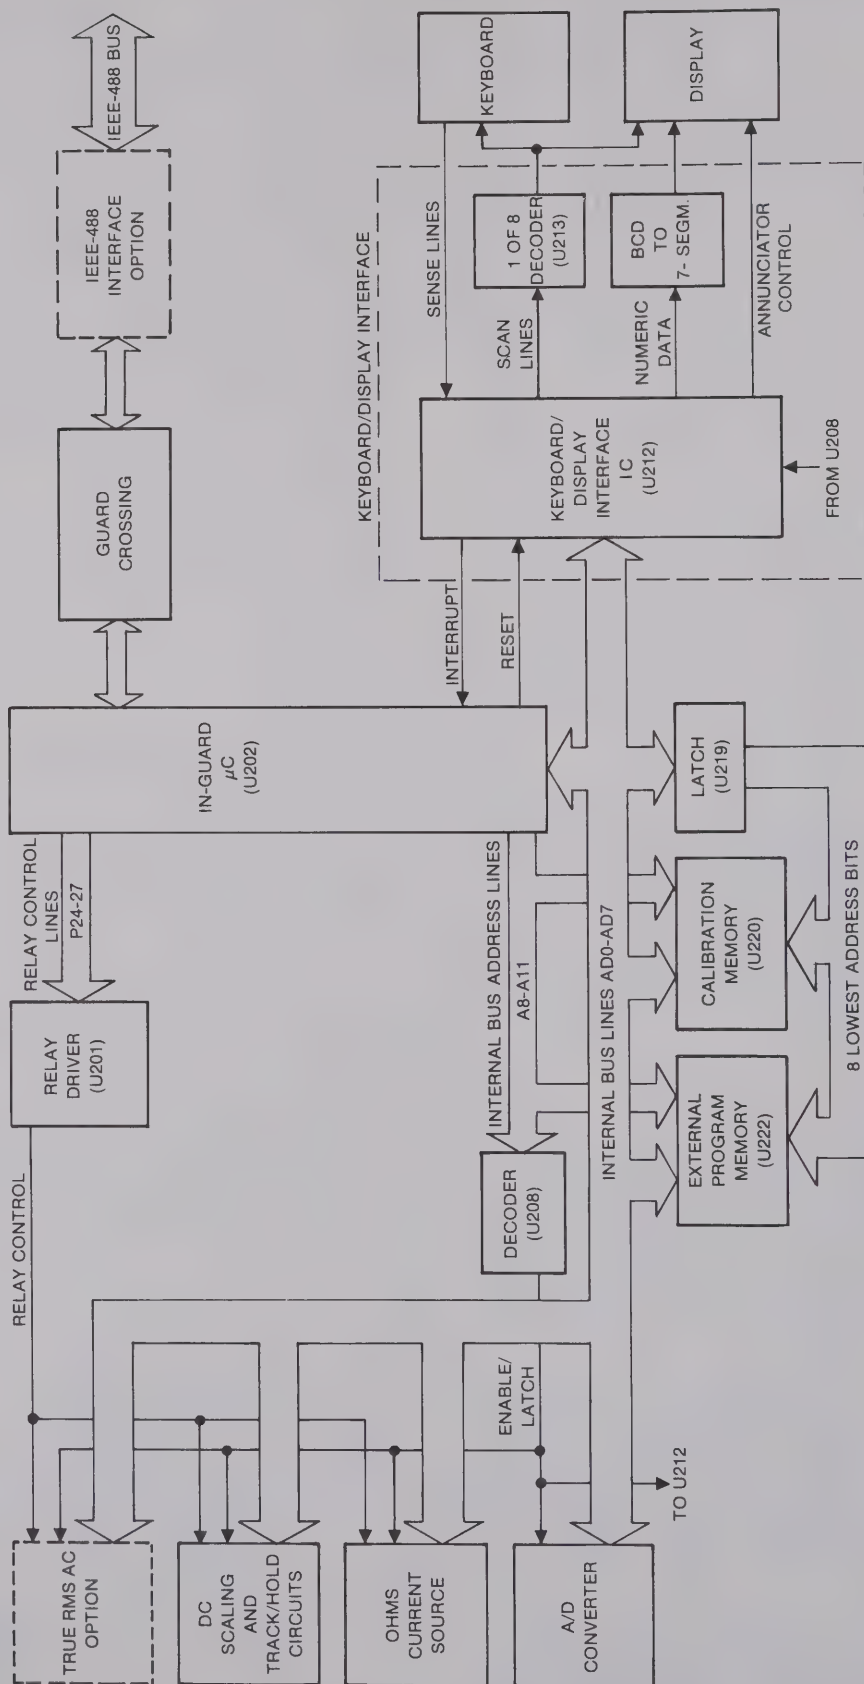 TRUE RMS AC
OPTION
DC
SCALING
AND
TRACK/HOLD
CIRCUITS
OHMS
CURRENT
SOURCE
A/D
CONVERTER
RELAY CONTROL
ENABLE/
LATCH
TO U212
RELAY
DRIVER
(U201)
DECODER
(U208)
RELAY CONTROL
LINES
P24-27
INTERNAL BUS ADDRESS LINES
A8-A11
INTERNAL BUS LINES AD0-AD7
EXTERNAL
PROGRAM
MEMORY
(U222)
CALIBRATION
MEMORY
(U220)
LATCH
(U219)
8 LOWEST ADDRESS BITS
IN-GUARD
µC
(U202)
GUARD
CROSSING
IEEE-488
INTERFACE
OPTION
IEEE-488 BUS
INTERRUPT
RESET
KEYBOARD/DISPLAY INTERFACE
KEYBOARD/
DISPLAY
INTERFACE
IC
(U212)
FROM U208
SENSE LINES
SCAN
LINES
NUMERIC
DATA
ANNUNCIATOR
CONTROL
1 OF 8
DECODER
(U213)
BCD
TO
7- SEGM.
KEYBOARD
DISPLAY